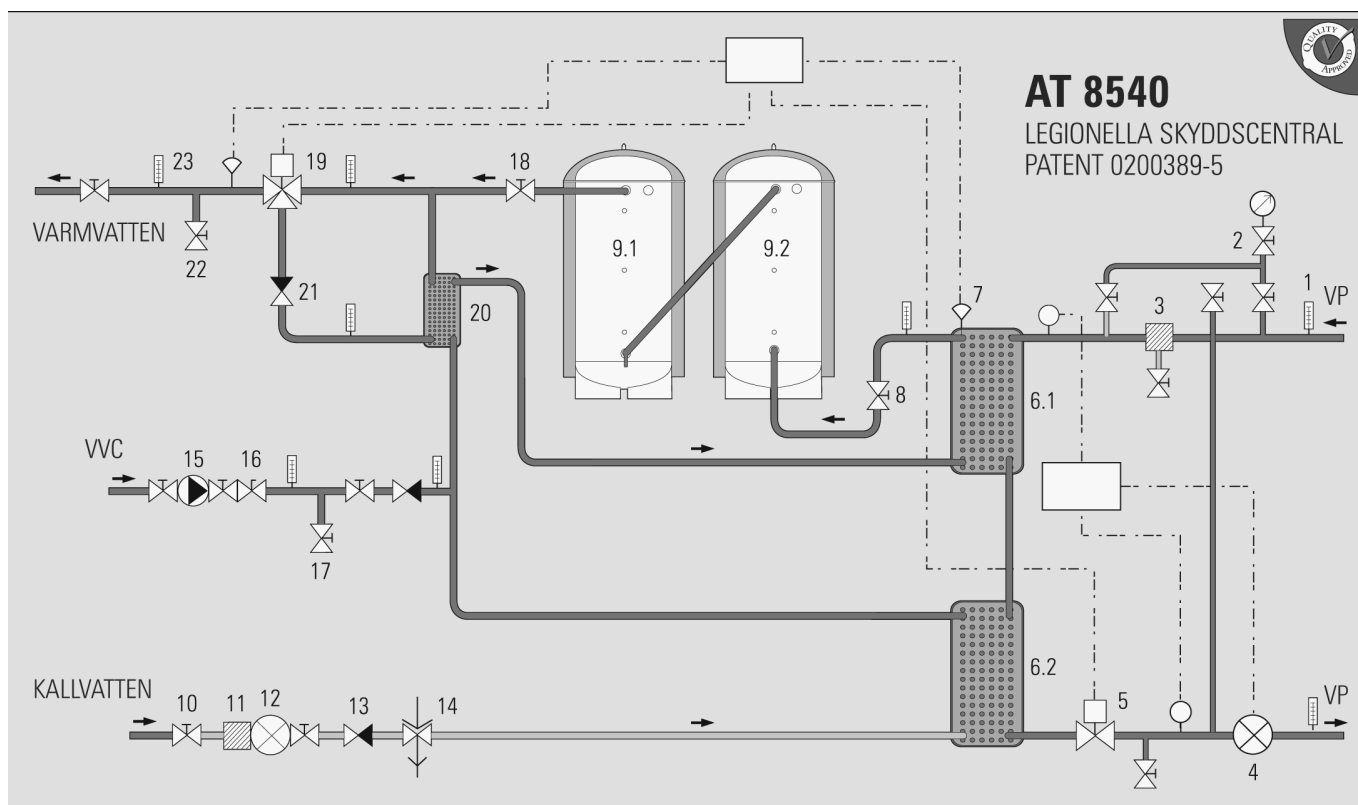 QUALITY
APPROVED
AT 8540
LEGIONELLA SKYDDSCENTRAL
PATENT 0200389-5
23
19
18
9.1
9.2
VARMVATTEN
22
21
20
7
2
1
VP
3
8
6.1
VVC
15
16
17
6.2
KALLVATTEN
10
11
12
13
14
5
4
VP